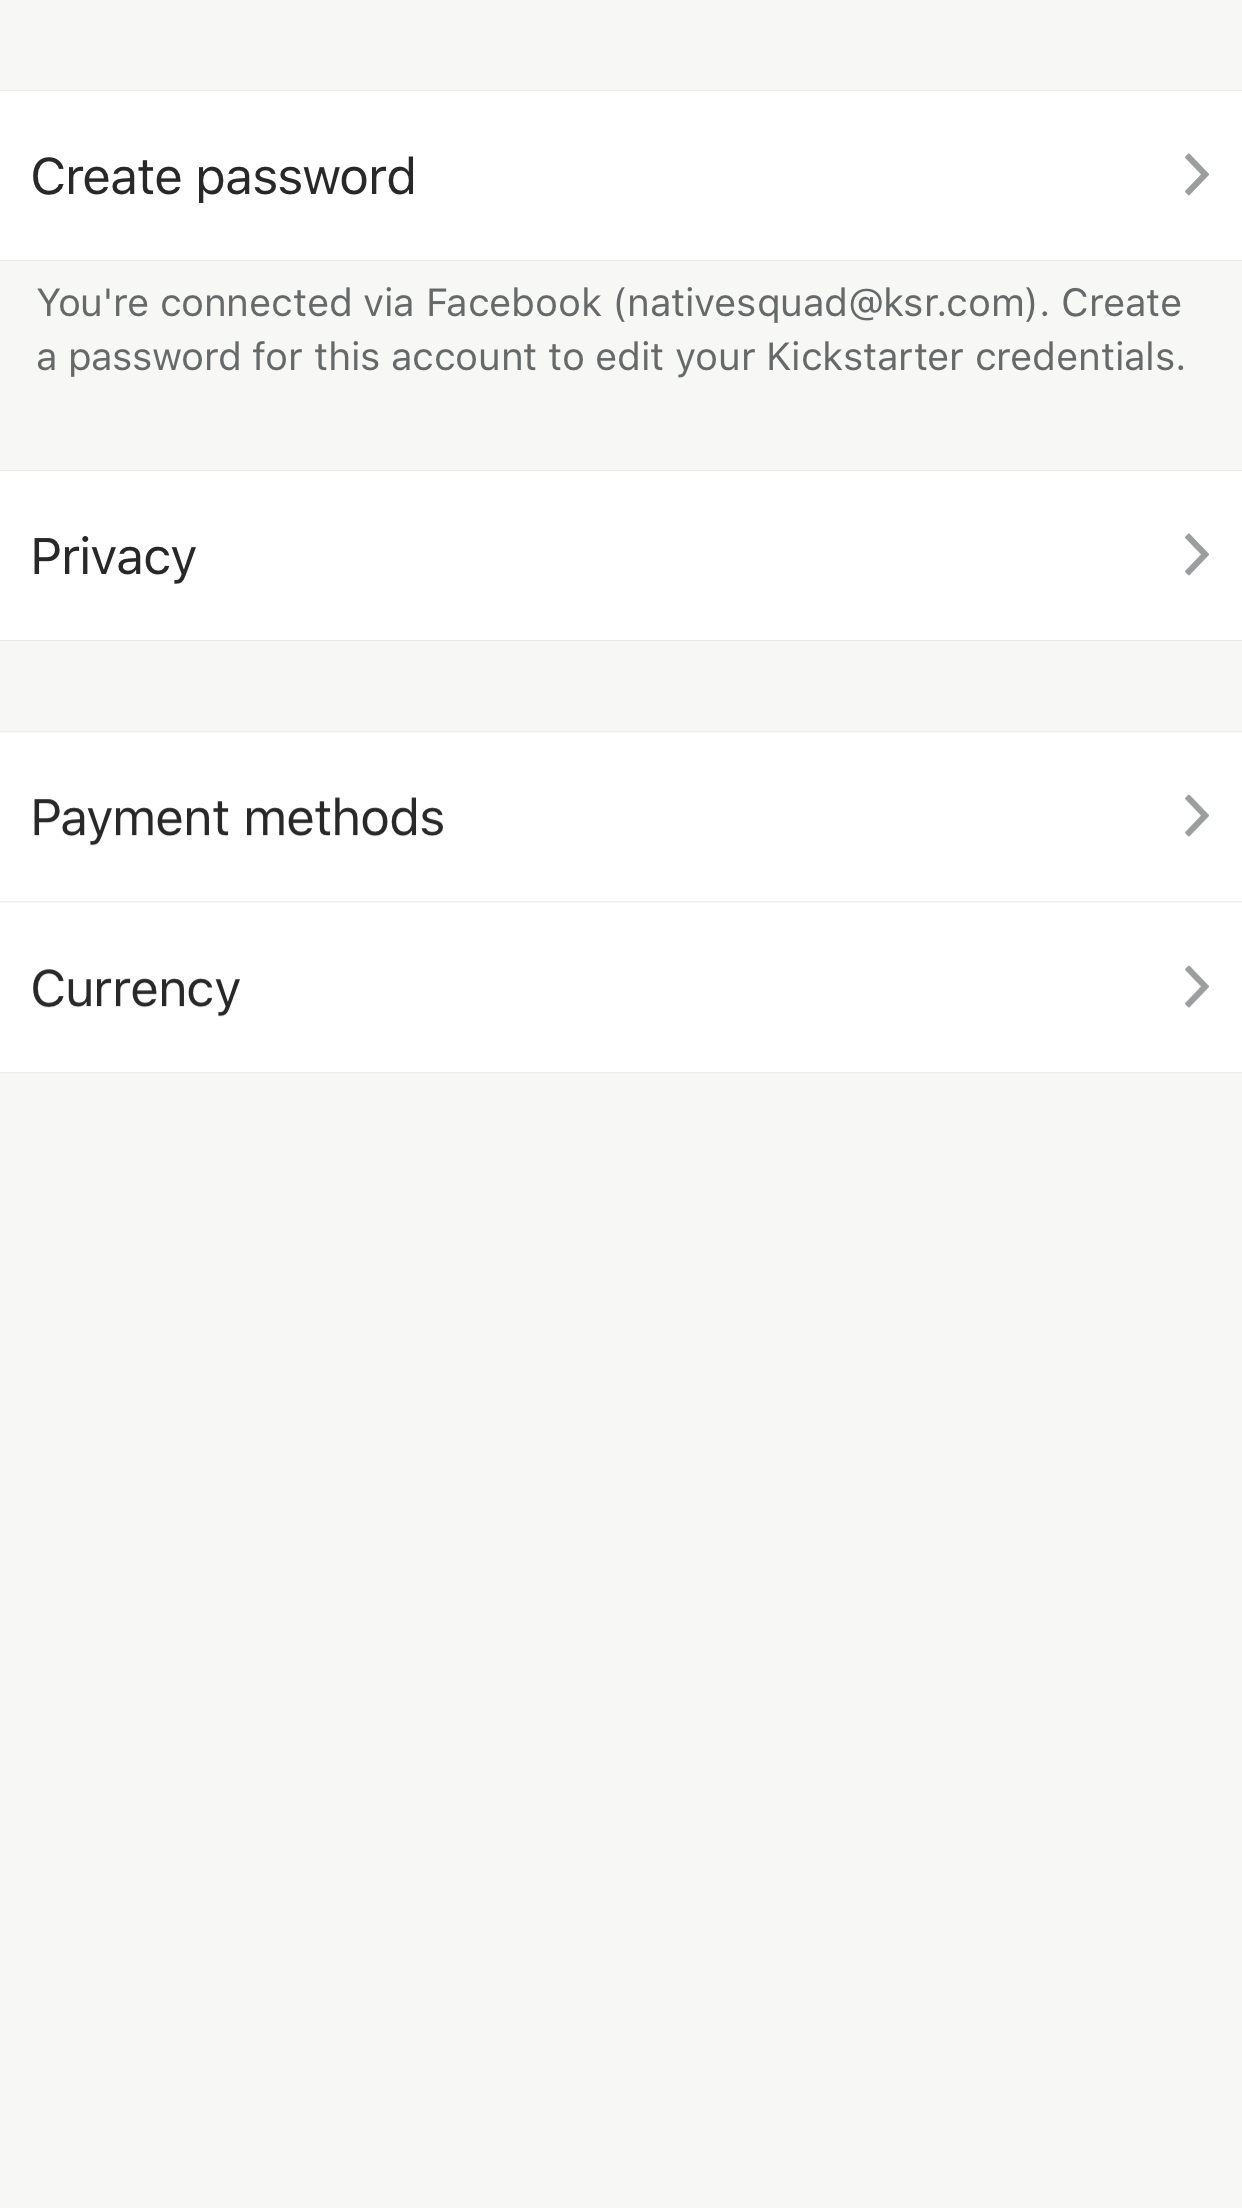 Create password
You're connected via Facebook (nativesquad@ksr.com). Create
a password for this account to edit your Kickstarter credentials.
Privacy
Payment methods
Currency